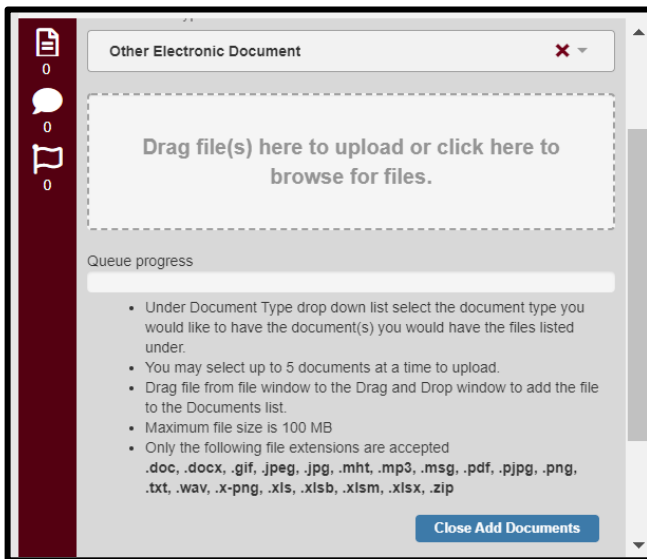 0
0
0
Other Electronic Document
Drag file(s) here to upload or click here to
browse for files.
Queue progress
Under Document Type drop down list select the document type you
would like to have the document(s) you would have the files listed
under.
You may select up to 5 documents at a time to upload.
Drag file from file window to the Drag and Drop window to add the file
to the Documents list.
Maximum file size is 100 MB
Only the following file extensions are accepted
.doc, .docx, .gif, .jpeg, .jpg, .mht, .mp3, .msg, .pdf, .pjpg, .png,
.txt, .wav, .x-png, .xls, .xlsb, .xlsm, .xlsx, .zip
Close Add Documents